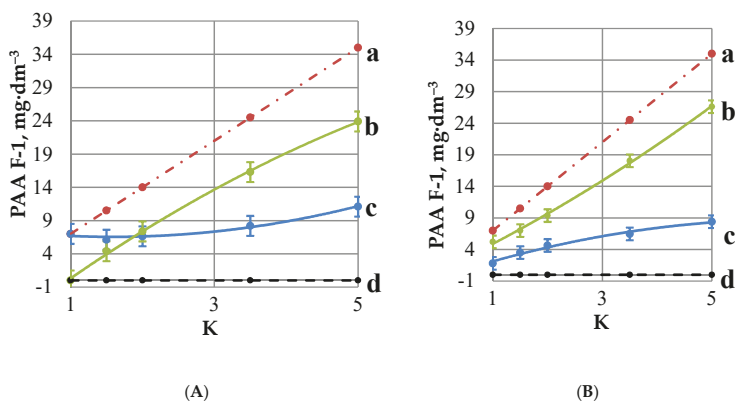 39
34
29
24
19
14
9
4
-1
PAA F-1, mg·dm⁻³
1 3 5
K
a
b
c
d
(A)
39
34
29
24
19
14
9
4
-1
PAA F-1, mg·dm⁻³
1 3 5
K
a
b
c
d
(B)